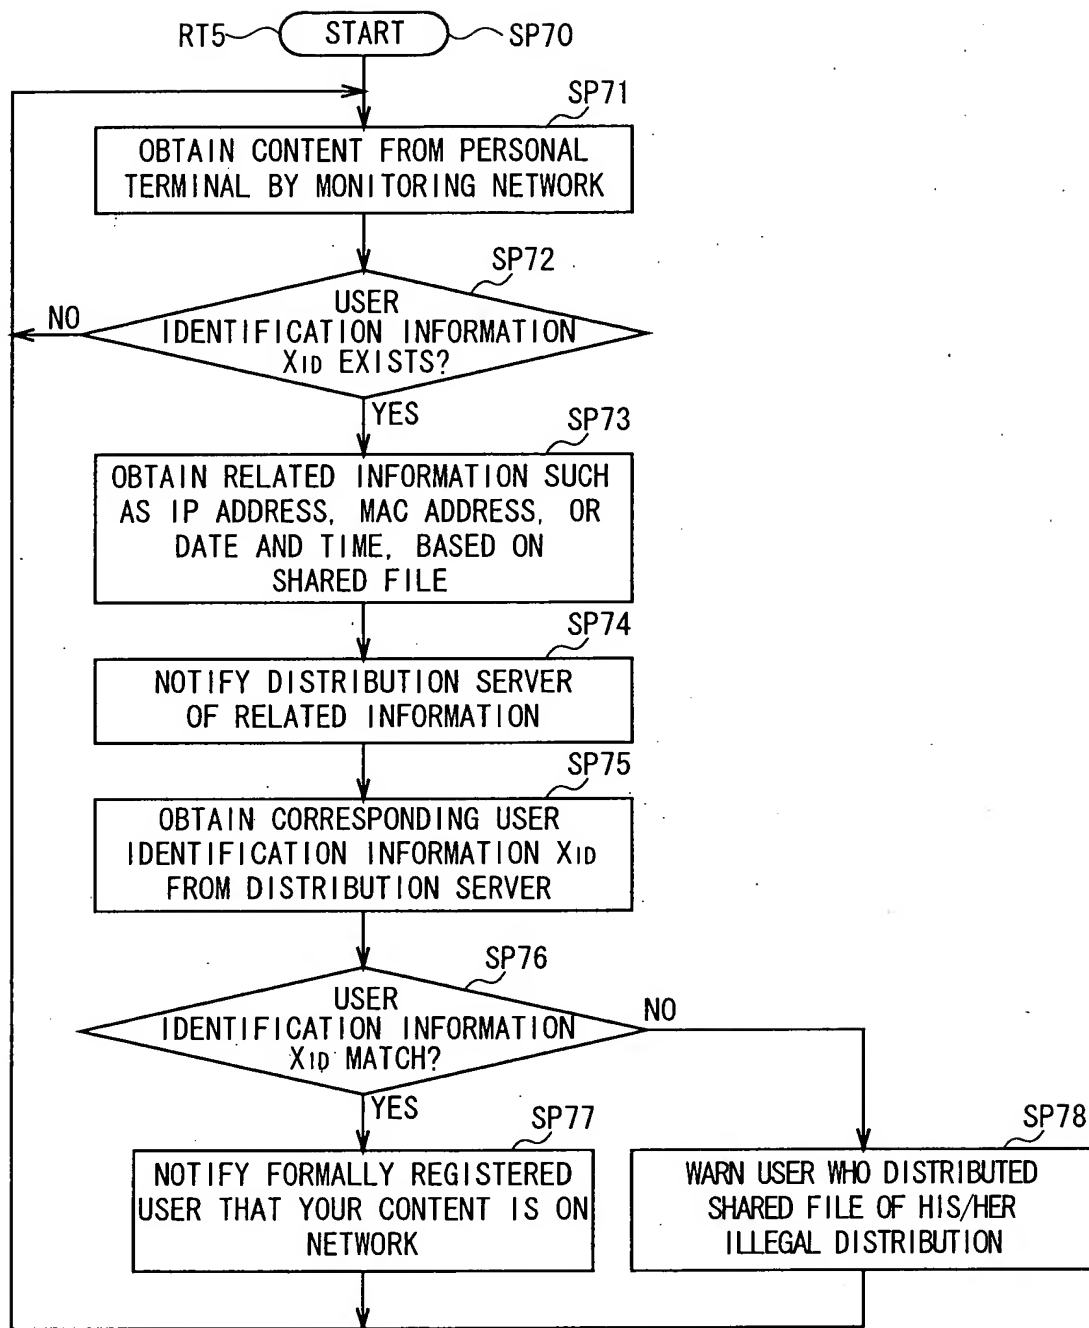 RT5
START
SP70
SP71
OBTAIN CONTENT FROM PERSONAL
TERMINAL BY MONITORING NETWORK
SP72
USER
IDENTIFICATION INFORMATION
XID EXISTS?
NO
YES
SP73
OBTAIN RELATED INFORMATION SUCH
AS IP ADDRESS, MAC ADDRESS, OR
DATE AND TIME, BASED ON
SHARED FILE
SP74
NOTIFY DISTRIBUTION SERVER
OF RELATED INFORMATION
SP75
OBTAIN CORRESPONDING USER
IDENTIFICATION INFORMATION XID
FROM DISTRIBUTION SERVER
SP76
USER
IDENTIFICATION INFORMATION
XID MATCH?
NO
YES
SP77
NOTIFY FORMALLY REGISTERED
USER THAT YOUR CONTENT IS ON
NETWORK
SP78
WARN USER WHO DISTRIBUTED
SHARED FILE OF HIS/HER
ILLEGAL DISTRIBUTION